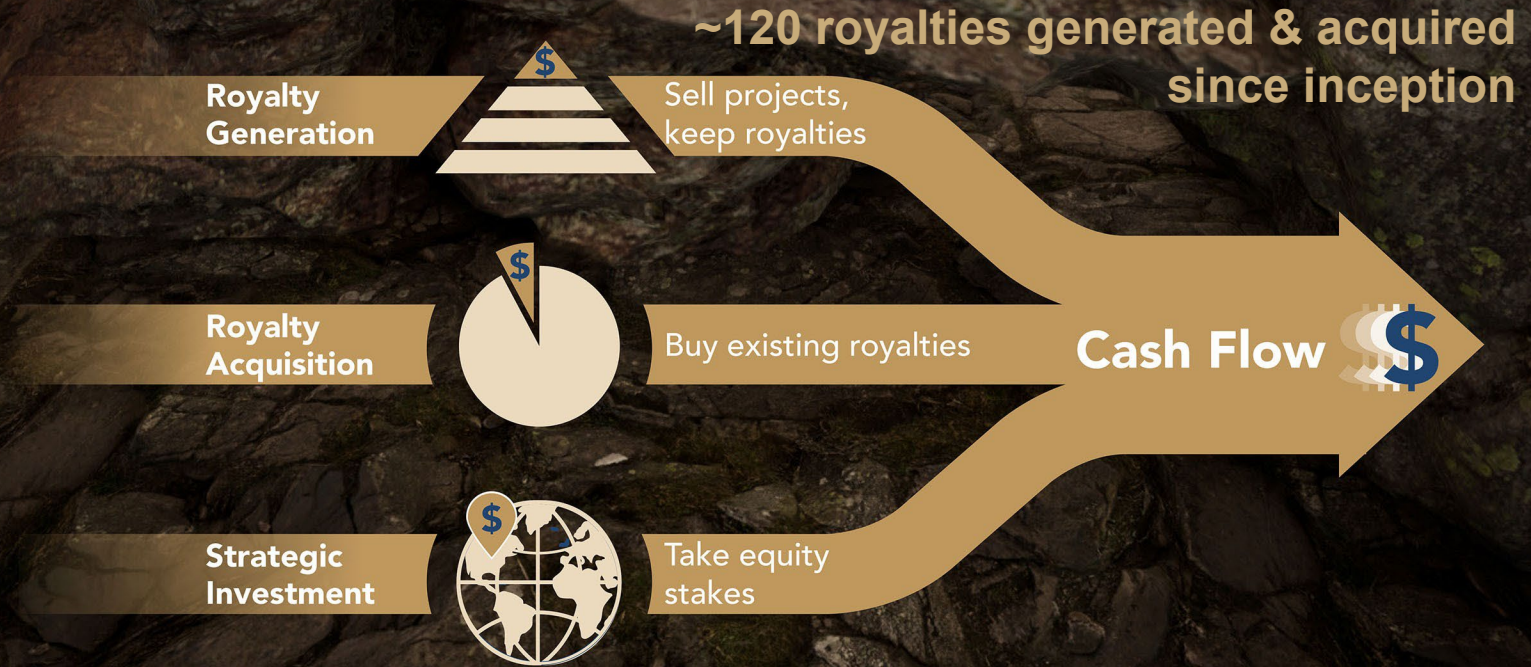 ~120 royalties generated & acquired
since inception
$
Royalty
Generation
Sell projects,
keep royalties
$
Royalty
Acquisition
Buy existing royalties
Cash Flow $
$
Strategic
Investment
Take equity
stakes